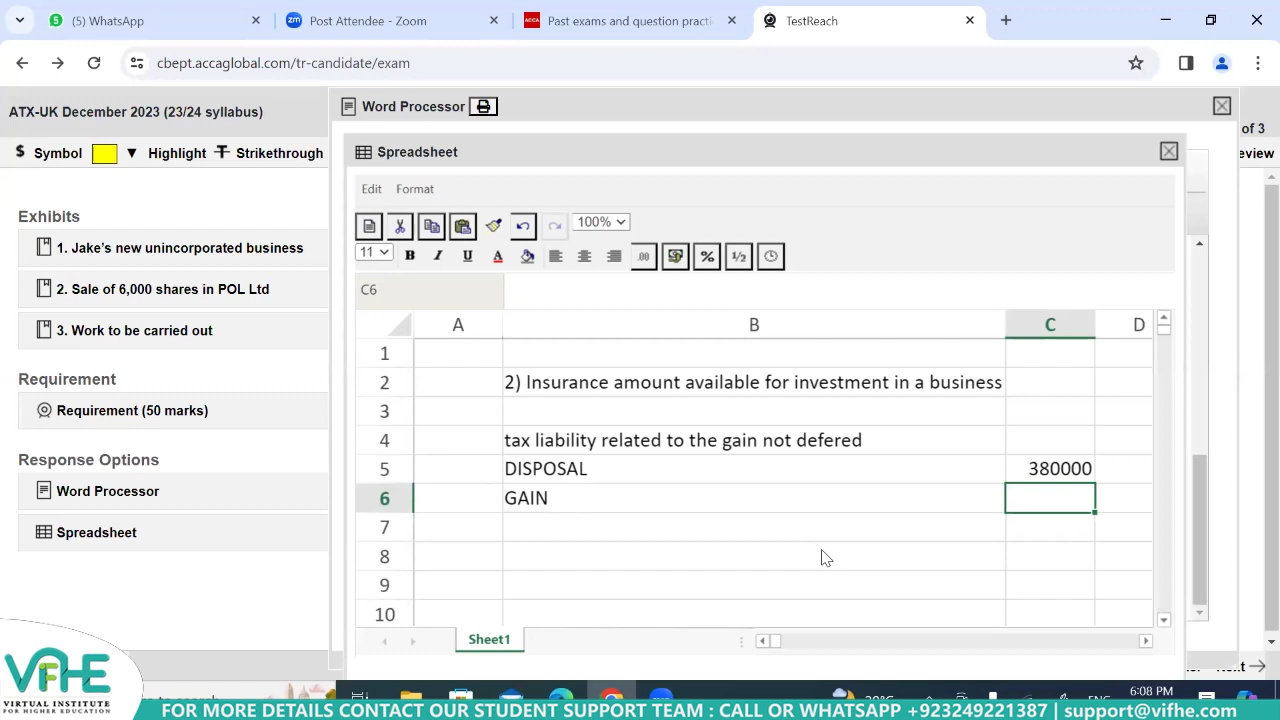 (5) WhatsApp
Post Attendee - Zoom
Past exams and question practi
TestReach
cbept.accaglobal.com/tr-candidate/exam
ATX-UK December 2023 (23/24 syllabus)
Word Processor
of 3
$ Symbol
Highlight
Strikethrough
Spreadsheet
eview
Edit Format
Exhibits
1. Jake's new unincorporated business
100%
11 B I U A .00 % 1/2
2. Sale of 6,000 shares in POL Ltd
C6
3. Work to be carried out
A B C D
1
Requirement
2 2) Insurance amount available for investment in a business
Requirement (50 marks)
3
4 tax liability related to the gain not defered
Response Options
5 DISPOSAL 380000
Word Processor
6 GAIN
Spreadsheet
7
8
9
10
Sheet1
VIFHE
VIRTUAL INSTITUTE
FOR HIGHER EDUCATION
ENG
6:08 PM
FOR MORE DETAILS CONTACT OUR STUDENT SUPPORT TEAM : CALL OR WHATSAPP +923249221387 | support@vifhe.com